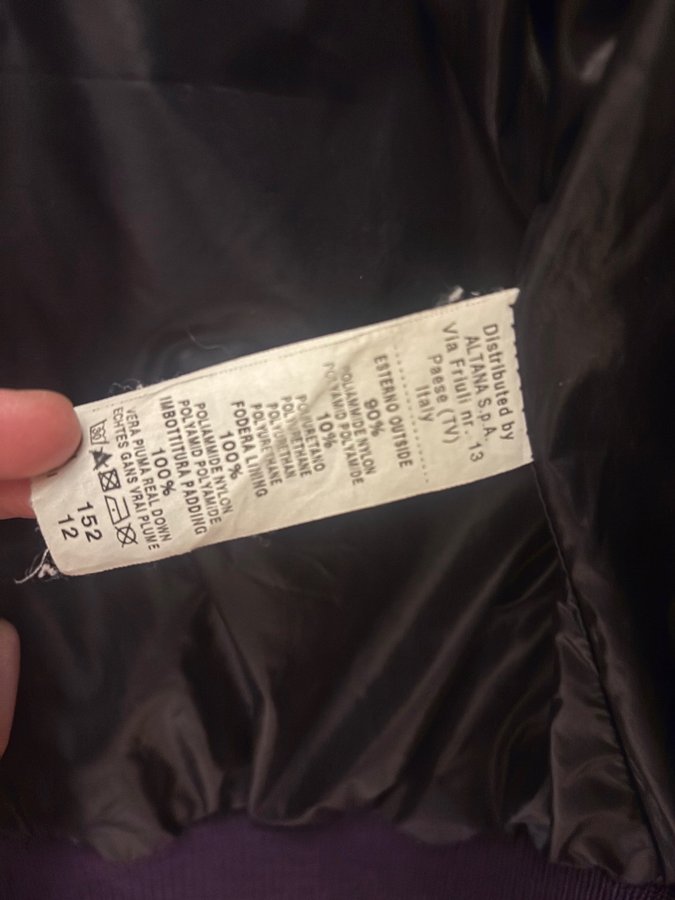 Distributed by
ALTANA S.p.A.
Via Friuli nr. 13
Paese (TV)
Italy
ESTERNO OUTSIDE
90%
POLIAMMIDE NYLON
POLYAMID POLYAMIDE
10%
POLIURETANO
POLYURETHANE
POLYURETHAN
POLYURETHANE
FODERA LINING
100%
POLIAMMIDE NYLON
POLYAMID POLYAMIDE
IMBOTTITURA PADDING
100%
VERA PIUMA REAL DOWN
ECHTES GANS VRAI PLUME
152
12